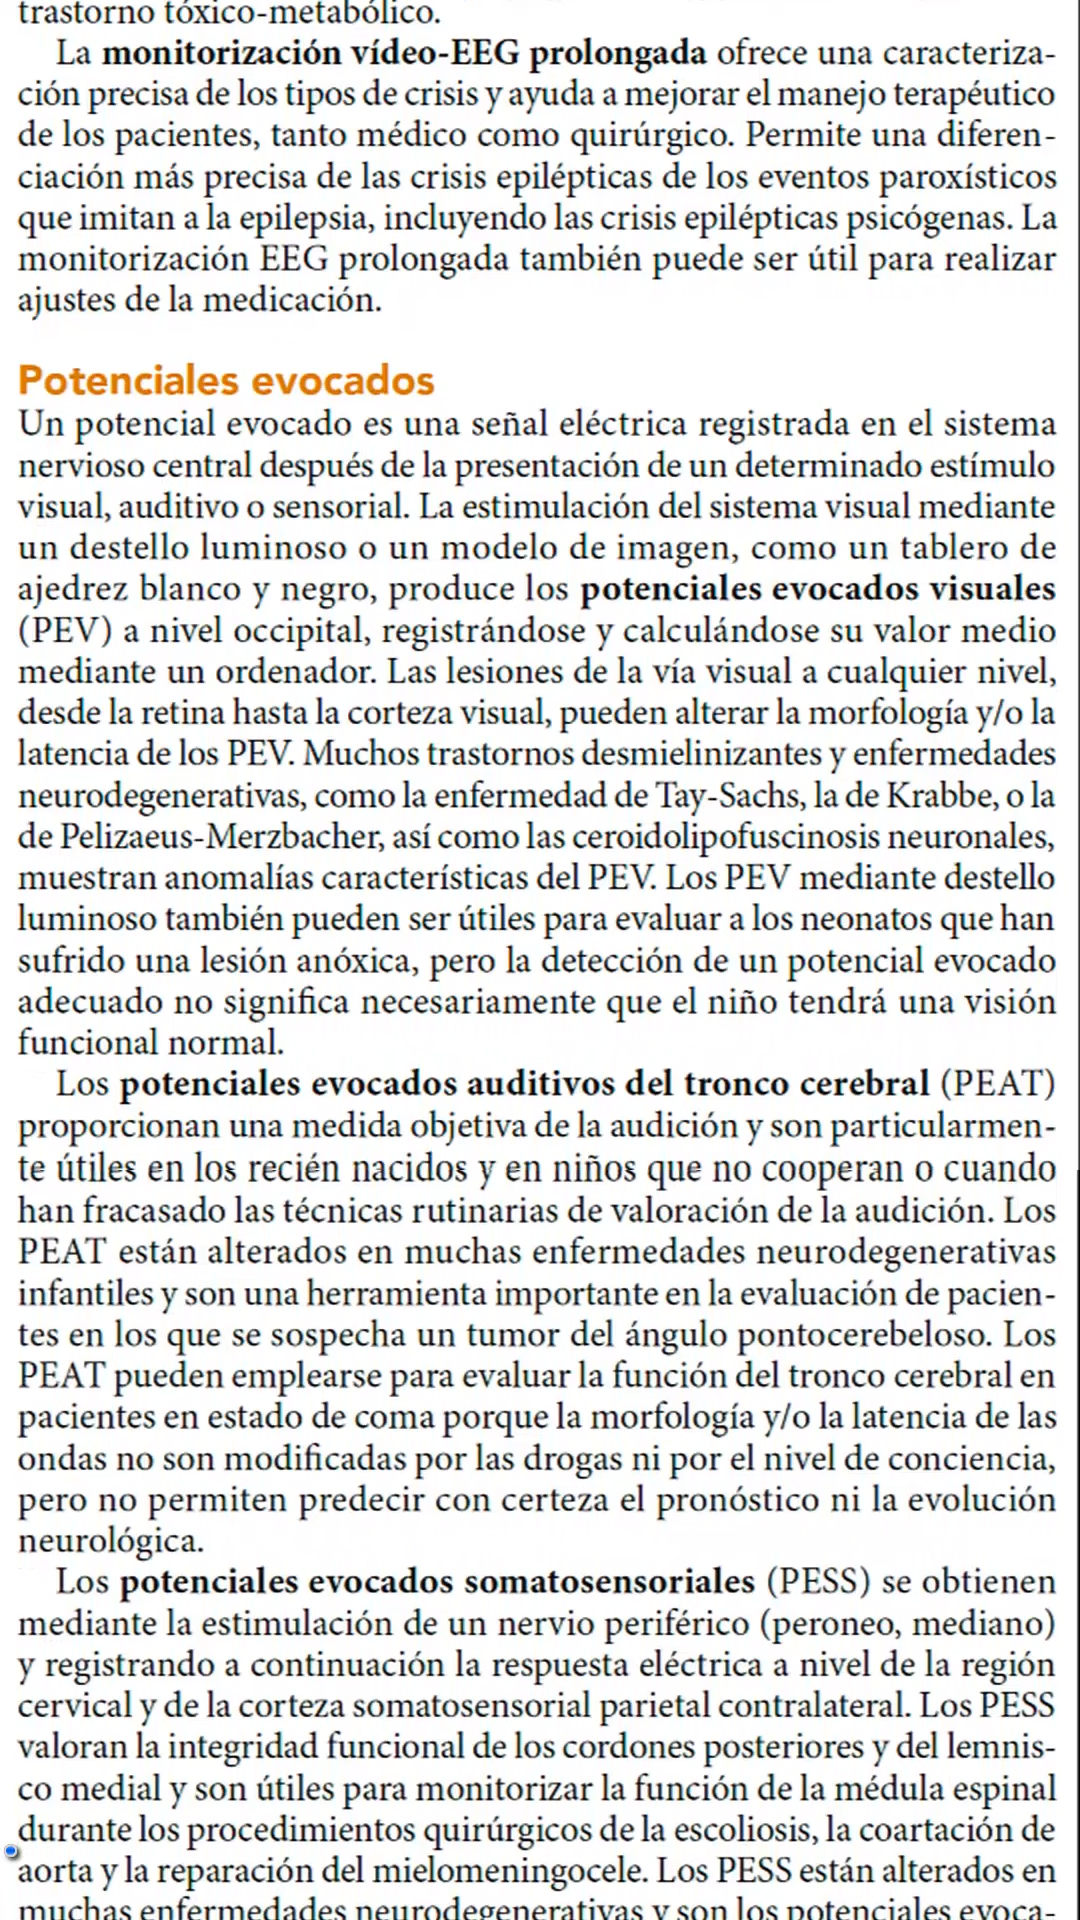 trastorno tóxico-metabólico.
La monitorización vídeo-EEG prolongada ofrece una caracteriza-
ción precisa de los tipos de crisis y ayuda a mejorar el manejo terapéutico
de los pacientes, tanto médico como quirúrgico. Permite una diferen-
ciación más precisa de las crisis epilépticas de los eventos paroxísticos
que imitan a la epilepsia, incluyendo las crisis epilépticas psicógenas. La
monitorización EEG prolongada también puede ser útil para realizar
ajustes de la medicación.
Potenciales evocados
Un potencial evocado es una señal eléctrica registrada en el sistema
nervioso central después de la presentación de un determinado estímulo
visual, auditivo o sensorial. La estimulación del sistema visual mediante
un destello luminoso o un modelo de imagen, como un tablero de
ajedrez blanco y negro, produce los potenciales evocados visuales
(PEV) a nivel occipital, registrándose y calculándose su valor medio
mediante un ordenador. Las lesiones de la vía visual a cualquier nivel,
desde la retina hasta la corteza visual, pueden alterar la morfología y/o la
latencia de los PEV. Muchos trastornos desmielinizantes y enfermedades
neurodegenerativas, como la enfermedad de Tay-Sachs, la de Krabbe, o la
de Pelizaeus-Merzbacher, así como las ceroidolipofuscinosis neuronales,
muestran anomalías características del PEV. Los PEV mediante destello
luminoso también pueden ser útiles para evaluar a los neonatos que han
sufrido una lesión anóxica, pero la detección de un potencial evocado
adecuado no significa necesariamente que el niño tendrá una visión
funcional normal.
Los potenciales evocados auditivos del tronco cerebral (PEAT)
proporcionan una medida objetiva de la audición y son particularmen-
te útiles en los recién nacidos y en niños que no cooperan o cuando
han fracasado las técnicas rutinarias de valoración de la audición. Los
PEAT están alterados en muchas enfermedades neurodegenerativas
infantiles y son una herramienta importante en la evaluación de pacien-
tes en los que se sospecha un tumor del ángulo pontocerebeloso. Los
PEAT pueden emplearse para evaluar la función del tronco cerebral en
pacientes en estado de coma porque la morfología y/o la latencia de las
ondas no son modificadas por las drogas ni por el nivel de conciencia,
pero no permiten predecir con certeza el pronóstico ni la evolución
neurológica.
Los potenciales evocados somatosensoriales (PESS) se obtienen
mediante la estimulación de un nervio periférico (peroneo, mediano)
y registrando a continuación la respuesta eléctrica a nivel de la región
cervical y de la corteza somatosensorial parietal contralateral. Los PESS
valoran la integridad funcional de los cordones posteriores y del lemnis-
co medial y son útiles para monitorizar la función de la médula espinal
durante los procedimientos quirúrgicos de la escoliosis, la coartación de
aorta y la reparación del mielomeningocele. Los PESS están alterados en
muchas enfermedades neurodegenerativas y son los potenciales evoca-